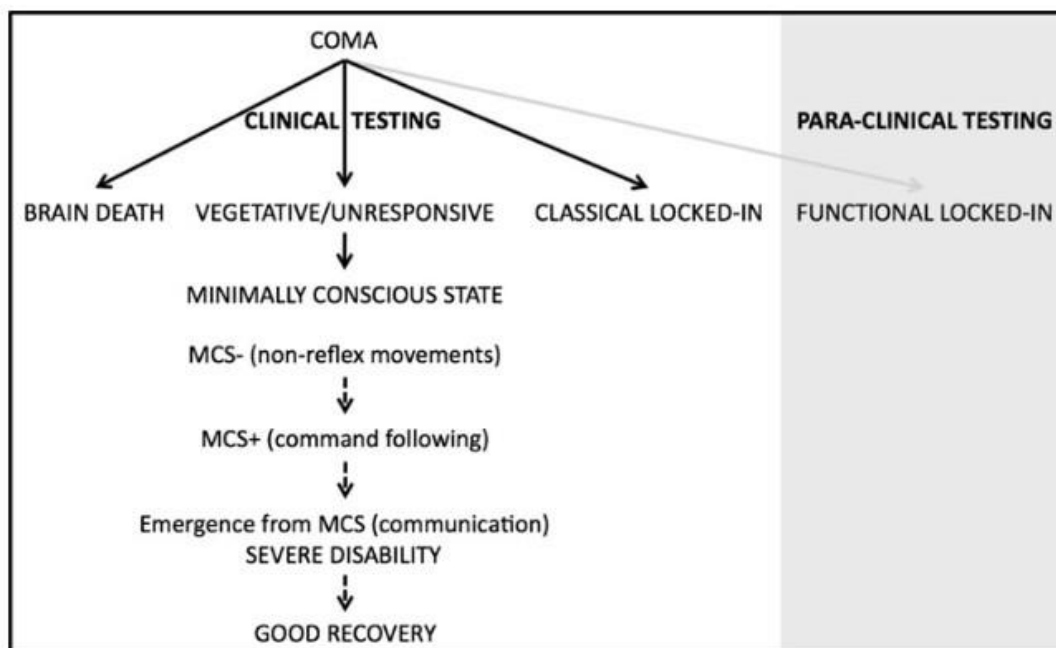 COMA
CLINICAL TESTING
PARA-CLINICAL TESTING
BRAIN DEATH
VEGETATIVE/UNRESPONSIVE
CLASSICAL LOCKED-IN
FUNCTIONAL LOCKED-IN
MINIMALLY CONSCIOUS STATE
MCS- (non-reflex movements)
MCS+ (command following)
Emergence from MCS (communication)
SEVERE DISABILITY
GOOD RECOVERY